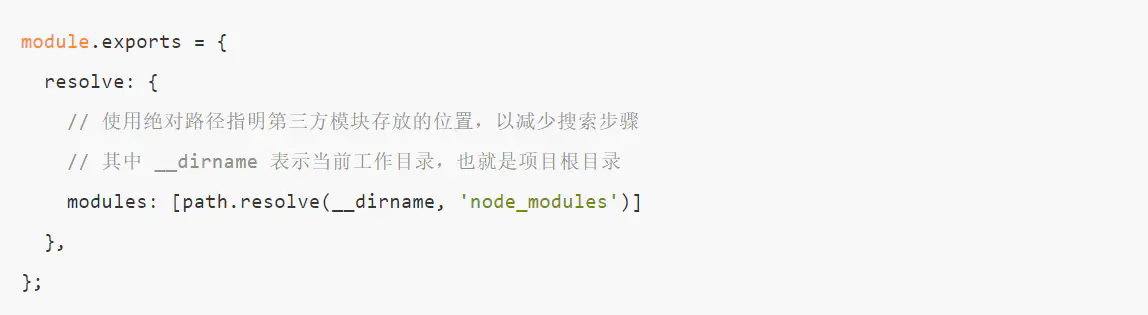 module.exports = {
  resolve: {
    // 使用绝对路径指明第三方模块存放的位置，以减少搜索步骤
    // 其中 __dirname 表示当前工作目录，也就是项目根目录
    modules: [path.resolve(__dirname, 'node_modules')]
  },
};